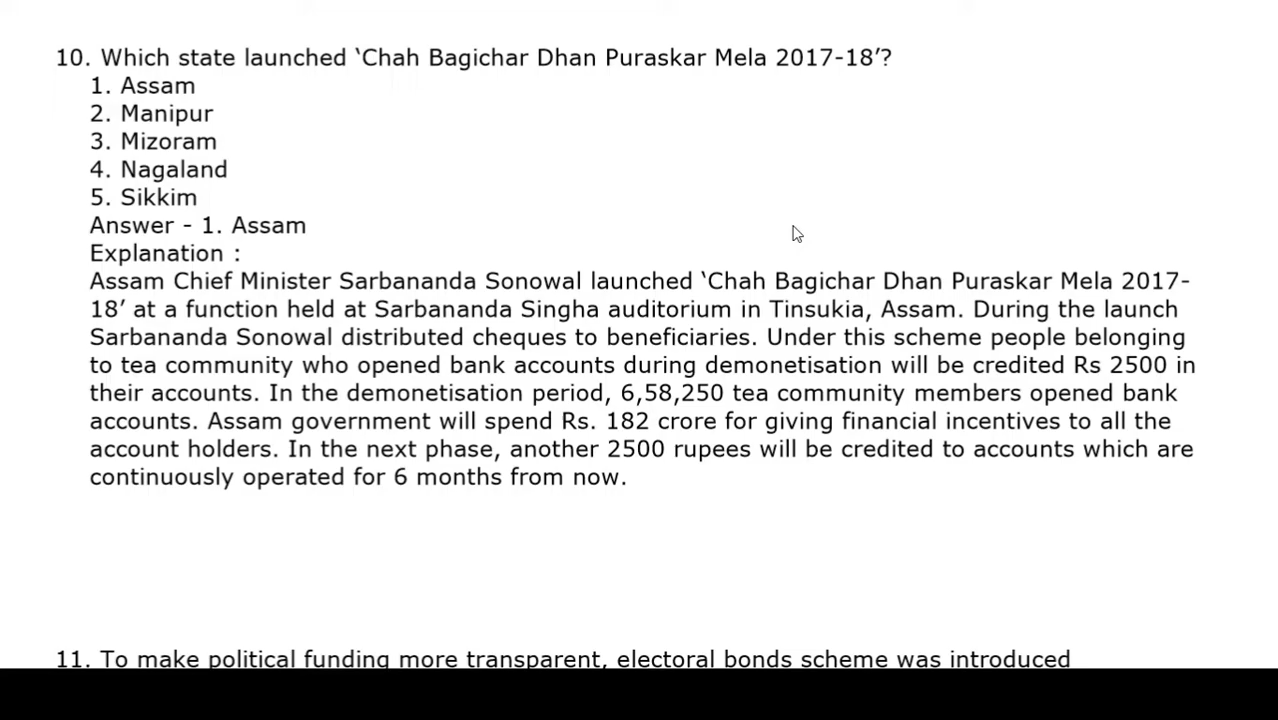 10. Which state launched ‘Chah Bagichar Dhan Puraskar Mela 2017-18’?
1. Assam
2. Manipur
3. Mizoram
4. Nagaland
5. Sikkim
Answer - 1. Assam
Explanation :
Assam Chief Minister Sarbananda Sonowal launched ‘Chah Bagichar Dhan Puraskar Mela 2017-
18’ at a function held at Sarbananda Singha auditorium in Tinsukia, Assam. During the launch
Sarbananda Sonowal distributed cheques to beneficiaries. Under this scheme people belonging
to tea community who opened bank accounts during demonetisation will be credited Rs 2500 in
their accounts. In the demonetisation period, 6,58,250 tea community members opened bank
accounts. Assam government will spend Rs. 182 crore for giving financial incentives to all the
account holders. In the next phase, another 2500 rupees will be credited to accounts which are
continuously operated for 6 months from now.
11. To make political funding more transparent, electoral bonds scheme was introduced